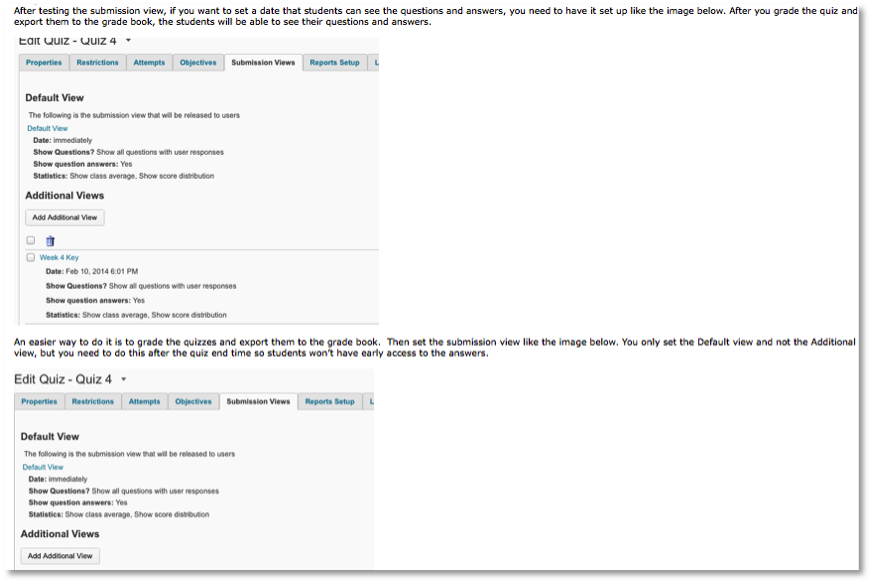 After testing the submission view, if you want to set a date that students can see the questions and answers, you need to have it set up like the image below. After you grade the quiz and
export them to the grade book, the students will be able to see their questions and answers.
Edit Quiz - Quiz 4
Properties Restrictions Attempts Objectives Submission Views Reports Setup L
Default View
The following is the submission view that will be released to users
Default View
Date: immediately
Show Questions? Show all questions with user responses
Show question answers: Yes
Statistics: Show class average, Show score distribution
Additional Views
Add Additional View
Week 4 Key
Date: Feb 10, 2014 6:01 PM
Show Questions? Show all questions with user responses
Show question answers: Yes
Statistics: Show class average, Show score distribution
An easier way to do it is to grade the quizzes and export them to the grade book. Then set the submission view like the image below. You only set the Default view and not the Additional
view, but you need to do this after the quiz end time so students won't have early access to the answers.
Edit Quiz - Quiz 4
Properties Restrictions Attempts Objectives Submission Views Reports Setup L
Default View
The following is the submission view that will be released to users
Default View
Date: immediately
Show Questions? Show all questions with user responses
Show question answers: Yes
Statistics: Show class average, Show score distribution
Additional Views
Add Additional View